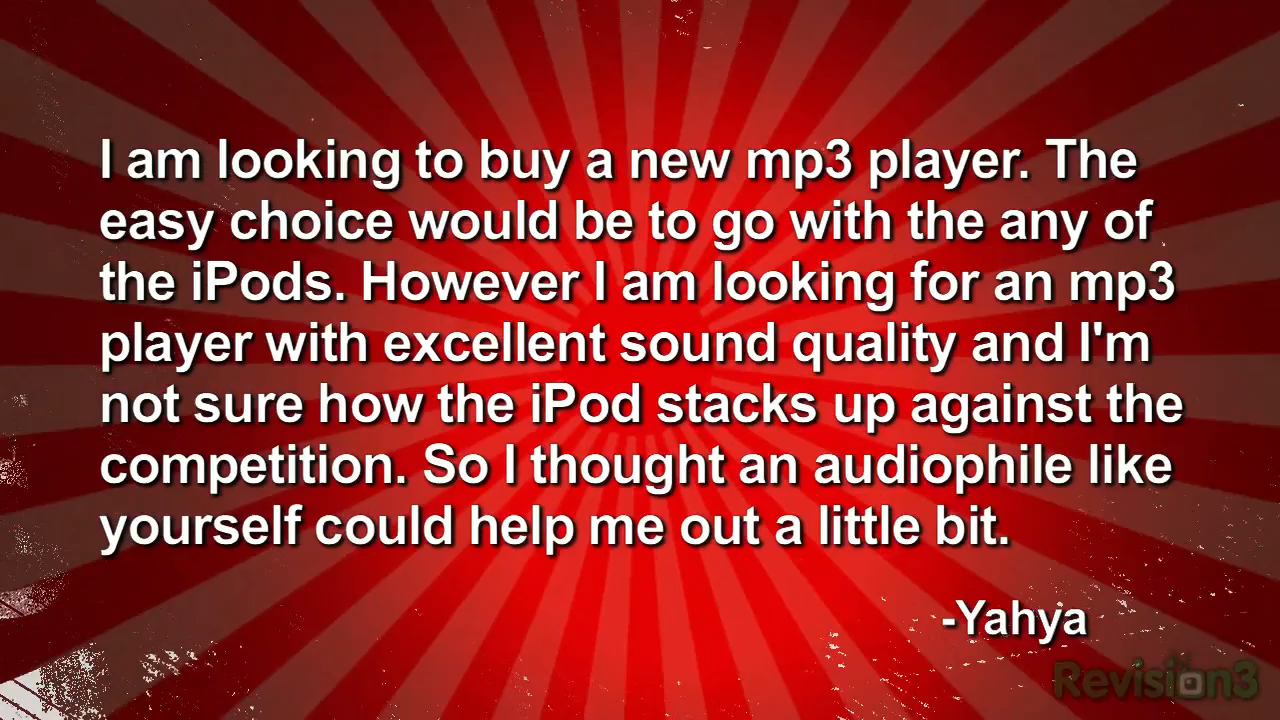 I am looking to buy a new mp3 player. The
easy choice would be to go with the any of
the iPods. However I am looking for an mp3
player with excellent sound quality and I'm
not sure how the iPod stacks up against the
competition. So I thought an audiophile like
yourself could help me out a little bit.
-Yahya
Revision3